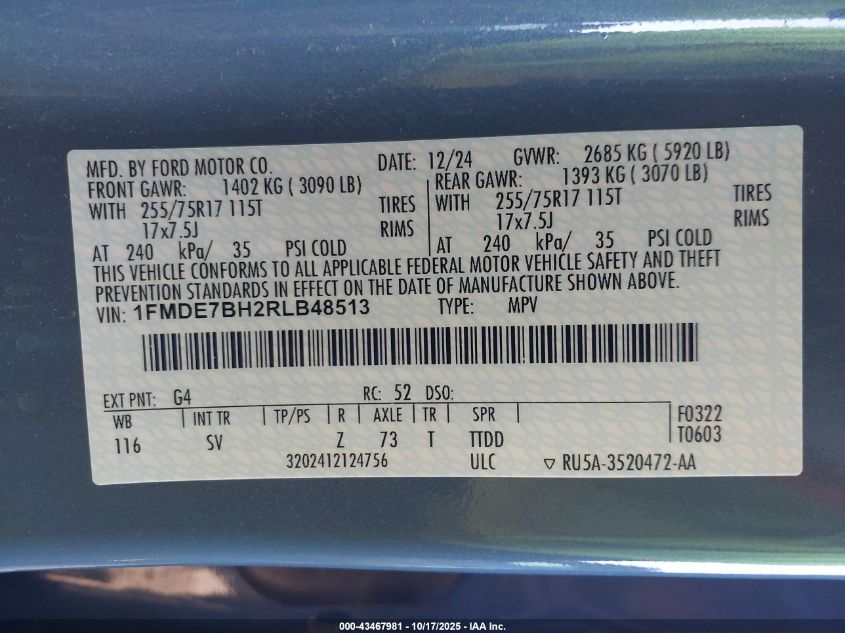 MFD. BY FORD MOTOR CO. DATE: 12/24 GVWR: 2685 KG ( 5920 LB)
FRONT GAWR: 1402 KG ( 3090 LB) REAR GAWR: 1393 KG ( 3070 LB)
WITH 255/75R17 115T TIRES WITH 255/75R17 115T TIRES
17x7.5J RIMS 17x7.5J RIMS
AT 240 kPa/ 35 PSI COLD AT 240 kPa/ 35 PSI COLD
THIS VEHICLE CONFORMS TO ALL APPLICABLE FEDERAL MOTOR VEHICLE SAFETY AND THEFT
PREVENTION STANDARDS IN EFFECT ON THE DATE OF MANUFACTURE SHOWN ABOVE.
VIN: 1FMDE7BH2RLB48513 TYPE: MPV
EXT PNT: G4 RC: 52 DSO:
WB INT TR TP/PS R AXLE TR SPR F0322
116 SV Z 73 T TTDD T0603
3202412124756 ULC ▽ RU5A-3520472-AA
000-43467981 - 10/17/2025 - IAA Inc.